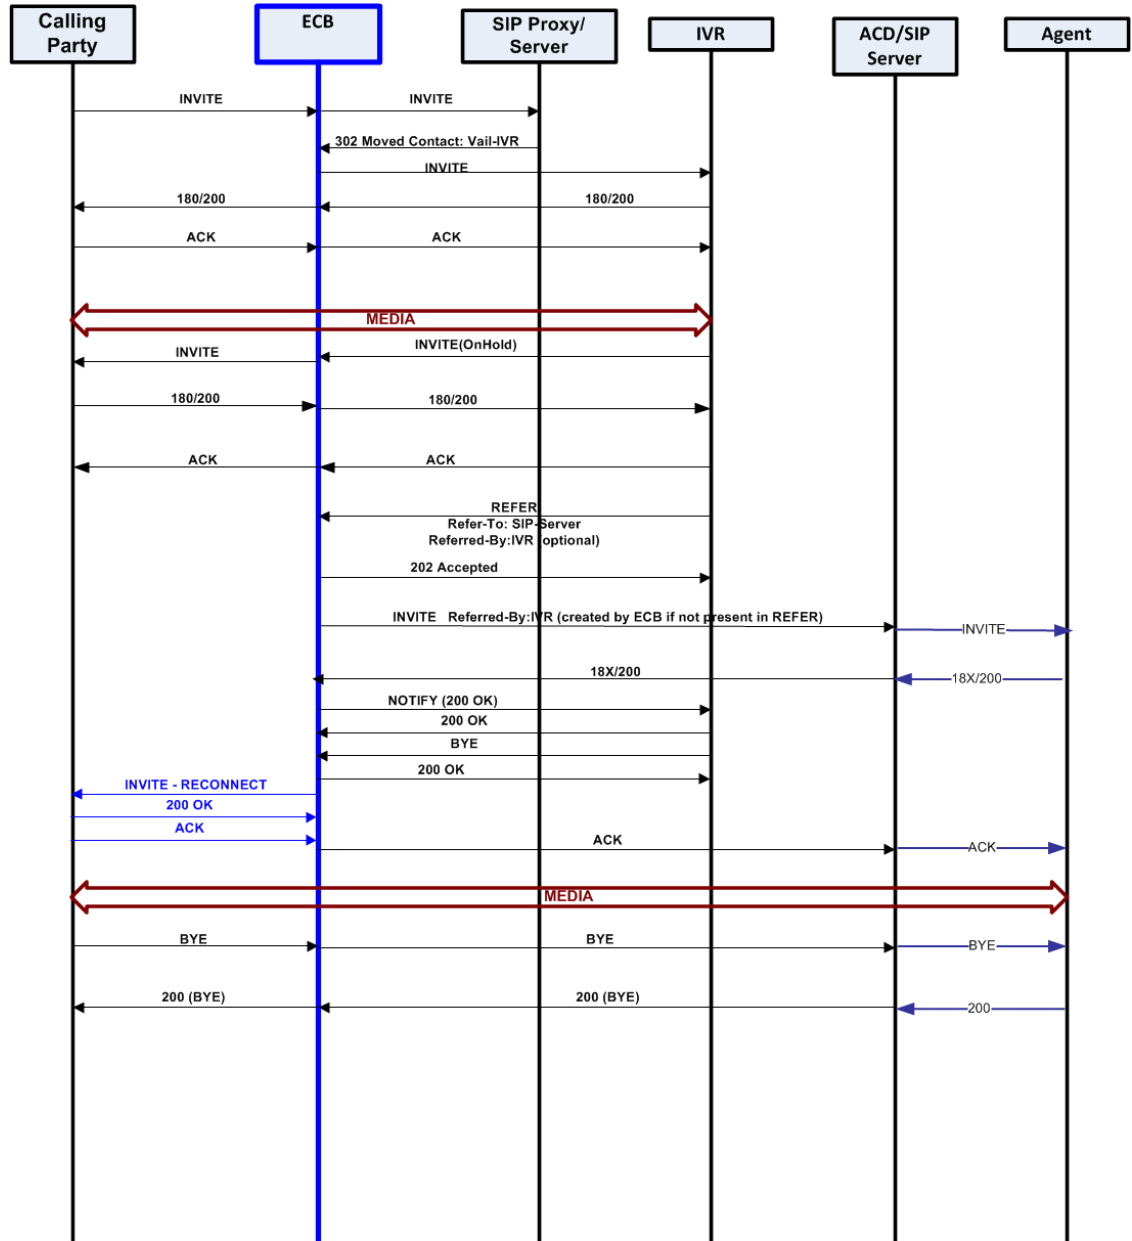 Calling
Party
ECB
SIP Proxy/
Server
IVR
ACD/SIP
Server
Agent
INVITE
INVITE
302 Moved Contact: Vail-IVR
INVITE
180/200
180/200
ACK
ACK
MEDIA
INVITE(OnHold)
INVITE
180/200
180/200
ACK
ACK
REFER
Refer-To: SIP-Server
Referred-By:IVR (optional)
202 Accepted
INVITE Referred-By:IVR (created by ECB if not present in REFER)
INVITE
18X/200
18X/200
NOTIFY (200 OK)
200 OK
BYE
200 OK
INVITE - RECONNECT
200 OK
ACK
ACK
ACK
MEDIA
BYE
BYE
BYE
200 (BYE)
200 (BYE)
200